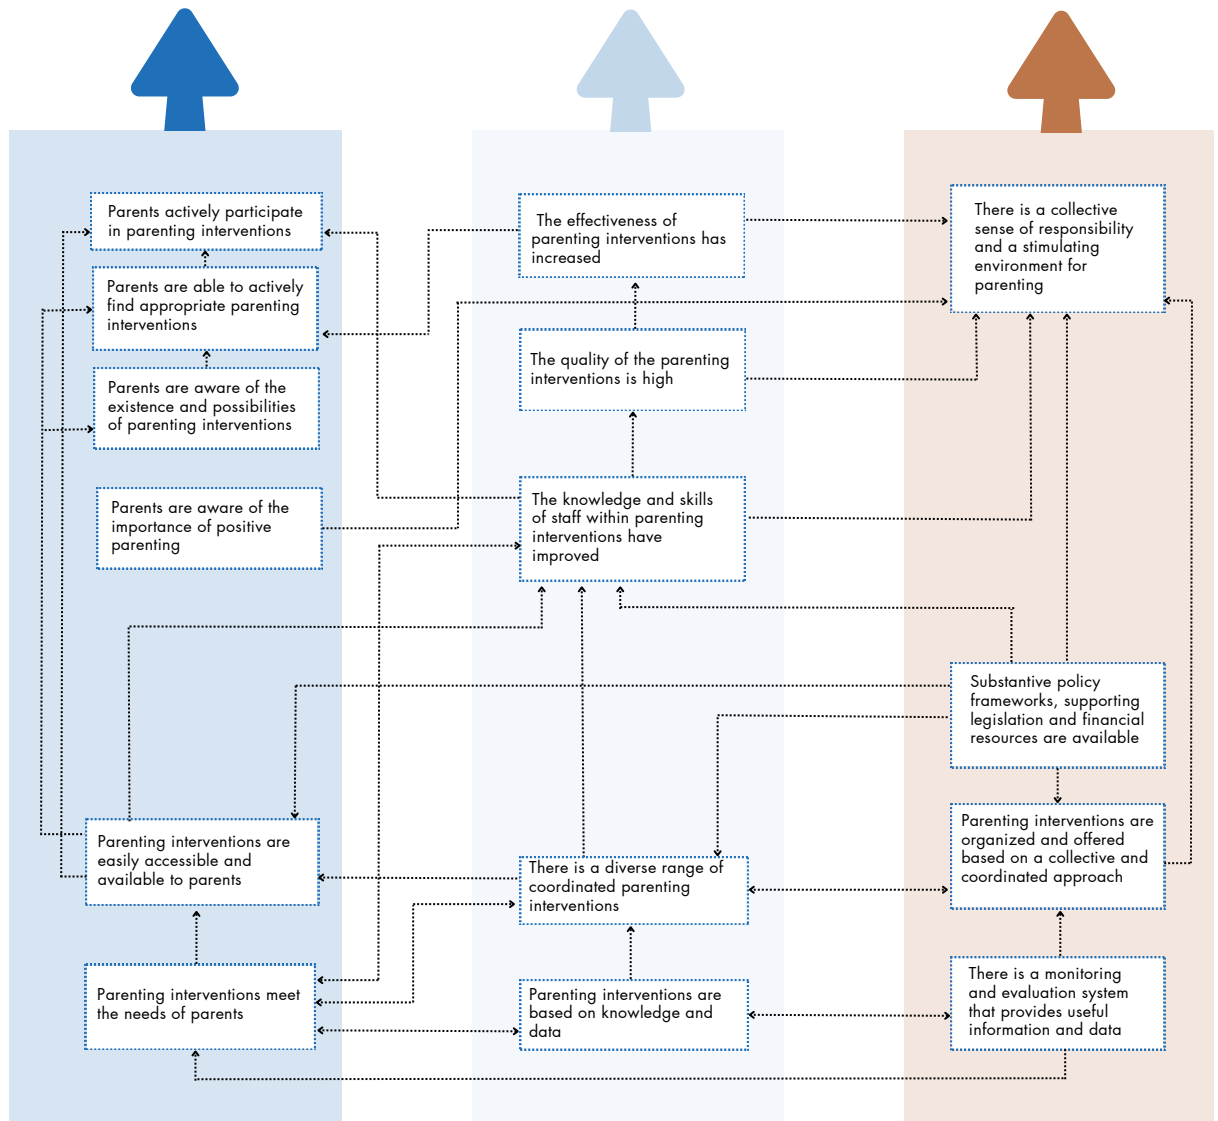 Parents actively participate
in parenting interventions
Parents are able to actively
find appropriate parenting
interventions
Parents are aware of the
existence and possibilities
of parenting interventions
Parents are aware of the
importance of positive
parenting
Parenting interventions are
easily accessible and
available to parents
Parenting interventions meet
the needs of parents
The effectiveness of
parenting interventions has
increased
The quality of the parenting
interventions is high
The knowledge and skills
of staff within parenting
interventions have
improved
There is a diverse range of
coordinated parenting
interventions
Parenting interventions are
based on knowledge and
data
There is a collective
sense of responsibility
and a stimulating
environment for
parenting
Substantive policy
frameworks, supporting
legislation and financial
resources are available
Parenting interventions are
organized and offered
based on a collective and
coordinated approach
There is a monitoring
and evaluation system
that provides useful
information and data